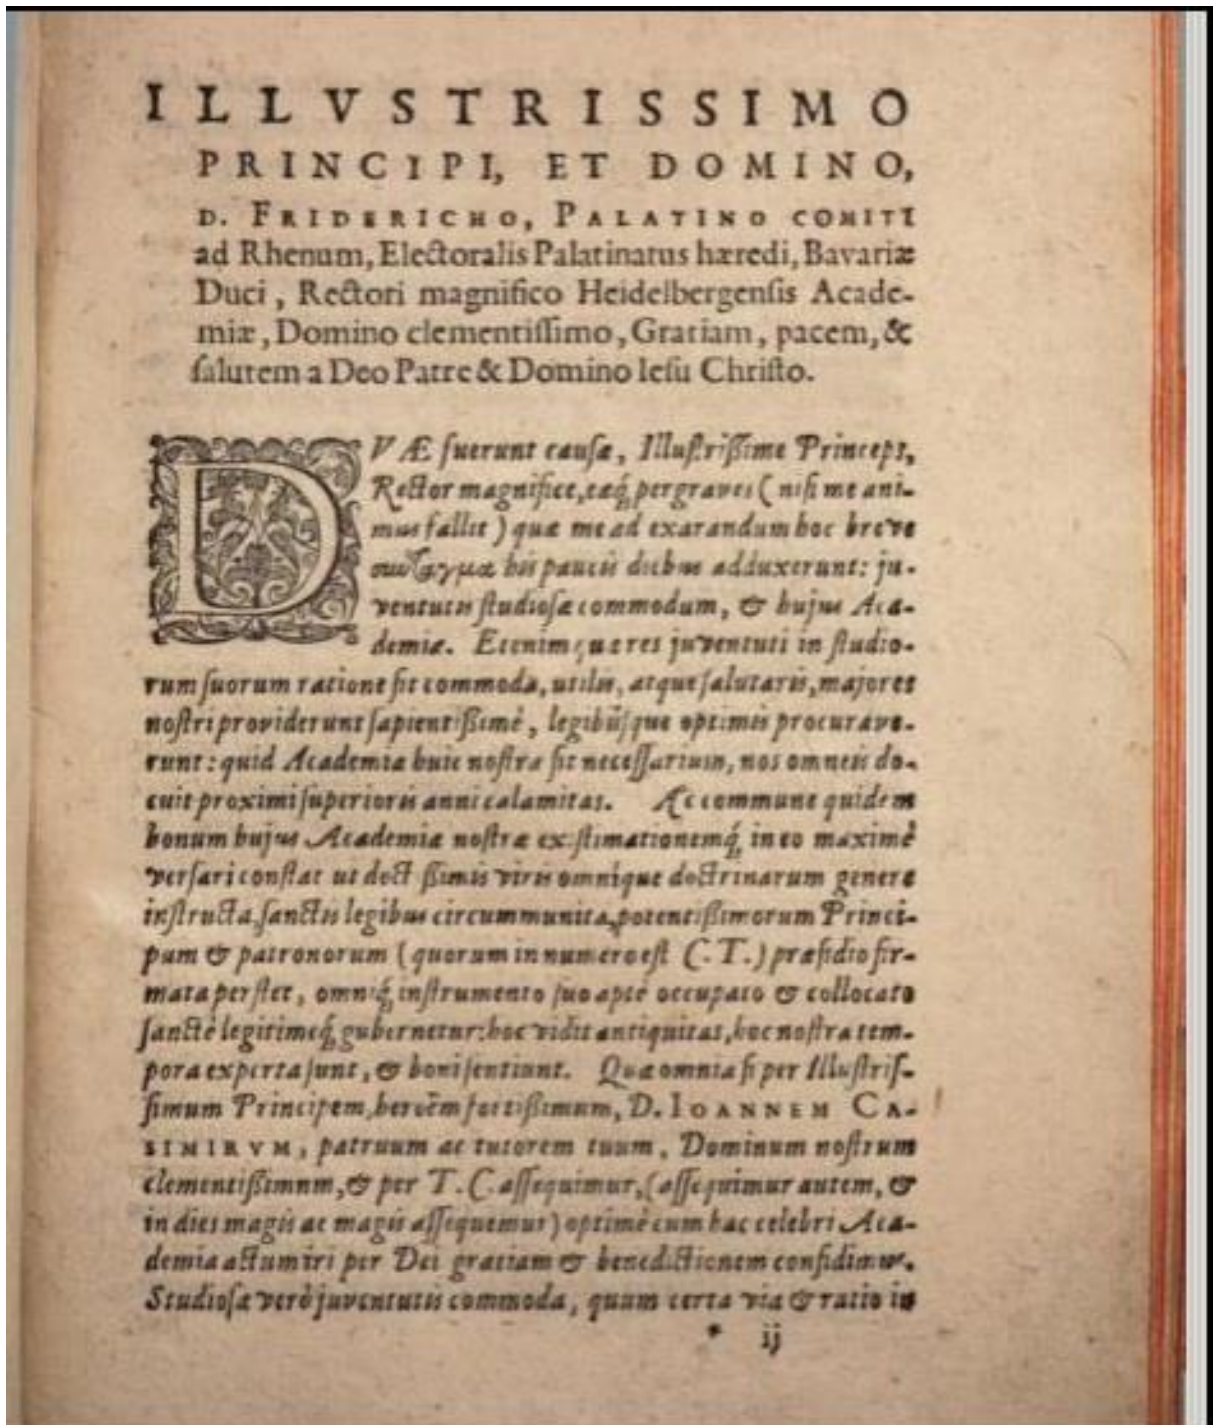 ILLVSTRISSIMO
PRINCIPI, ET DOMINO,
D. FRIDERICHO, PALATINO COMITI
ad Rhenum, Electoralis Palatinatus hæredi, Bavariæ
Duci, Rectori magnifico Heidelbergenſis Acade-
miæ, Domino clementiſſimo, Gratiam, pacem, &
ſalutem a Deo Patre & Domino Ieſu Chriſto.
DVÆ fuerunt cauſæ, Illuſtrißime Princeps,
Rector magnifice, eæq́; pergraves (niſi me ani-
mus fallit) quæ me ad exarandum hoc breve
σύνταγμα his paucis diebus adduxerunt: ju-
ventutis ſtudioſæ commodum, & hujus Aca-
demiæ. Etenim quæ res juventuti in ſtudio-
rum ſuorum ratione ſit commoda, utilis, atque ſalutaris, majores
noſtri providerunt ſapientißimè, legibúſque optimis procurave-
runt: quid Academiæ huic noſtræ ſit neceſſarium, nos omneis do-
cuit proximi ſuperioris anni calamitas. Ac commune quidem
bonum hujus Academiæ noſtræ exiſtimationemq́; in eo maximè
verſari conſtat ut doctißimis viris omnique doctrinarum genere
inſtructa, ſanctis legibus circummunita, potentißimorum Princi-
pum & patronorum (quorum in numero eſt C. T.) præſidio fir-
mata perſtet, omniq́; inſtrumento ſuo aptè occupato & collocato
ſanctè legitimeq́; gubernetur: hoc vidit antiquitas, hoc noſtra tem-
pora experta ſunt, & boni ſentiunt. Quæ omnia ſi per Illuſtriſ-
ſimum Principem, heroëm fortißimum, D. IOANNEM CA-
SIMIRVM, patruum ac tutorem tuum, Dominum noſtrum
clementißimnm, & per T. C. aſſequimur, (aſſequimur autem, &
in dies magis ac magis aſſequemur) optimè cum hac celebri Aca-
demia actum iri per Dei gratiam & benedictionem confidimus.
Studioſæ verò juventutis commoda, quum certa via & ratio in
* ij